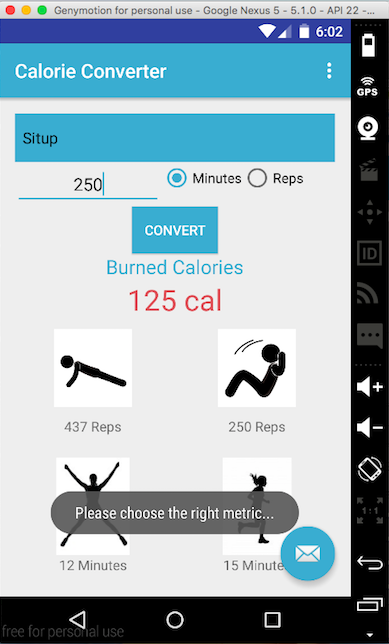 Genymotion for personal use - Google Nexus 5 - 5.1.0 - API 22 -...
6:02
GPS
Calorie Converter
Situp
250
Minutes
Reps
CONVERT
Burned Calories
125 cal
437 Reps
250 Reps
Please choose the right metric...
12 Minutes
15 Minutes
ID
1:1
free for personal use